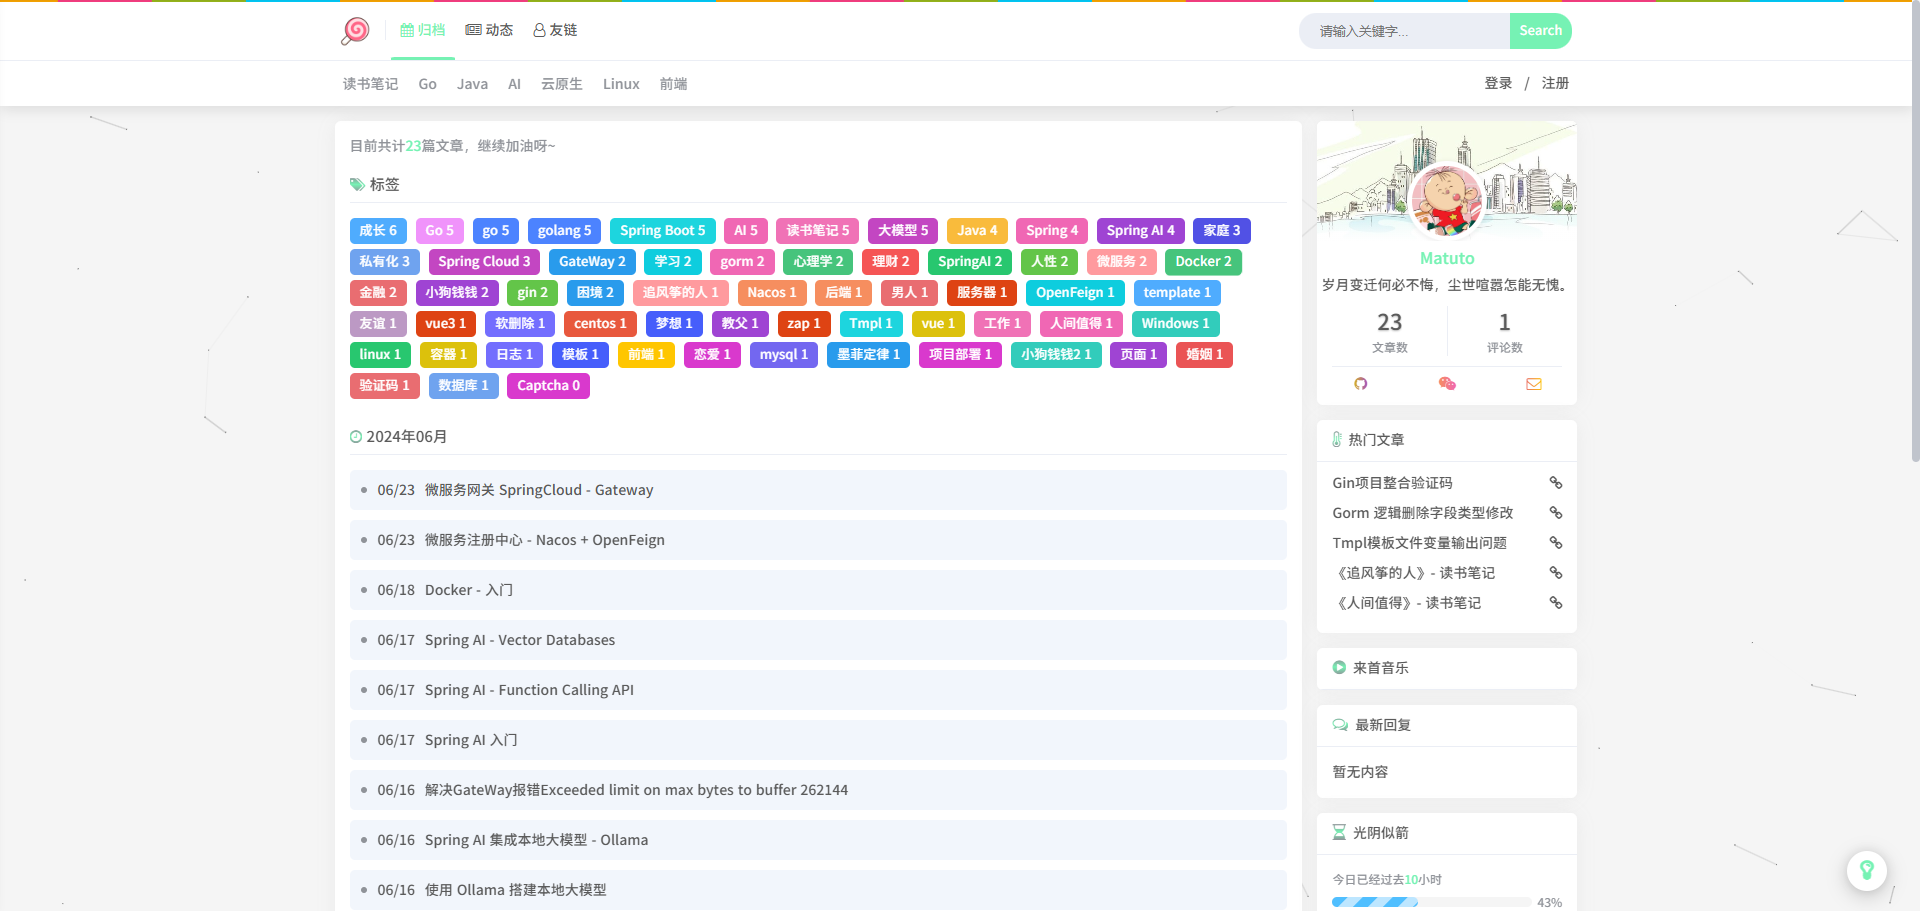 归档 动态 友链
请输入关键字... Search
读书笔记 Go Java AI 云原生 Linux 前端
登录 / 注册
目前共计23篇文章，继续加油呀~
标签
成长 6 Go 5 go 5 golang 5 Spring Boot 5 AI 5 读书笔记 5 大模型 5 Java 4 Spring 4 Spring AI 4 家庭 3
私有化 3 Spring Cloud 3 GateWay 2 学习 2 gorm 2 心理学 2 理财 2 SpringAI 2 人性 2 微服务 2 Docker 2
金融 2 小狗钱钱 2 gin 2 困境 2 追风筝的人 1 Nacos 1 后端 1 男人 1 服务器 1 OpenFeign 1 template 1
友谊 1 vue3 1 软删除 1 centos 1 梦想 1 教父 1 zap 1 Tmpl 1 vue 1 工作 1 人间值得 1 Windows 1
linux 1 容器 1 日志 1 模板 1 前端 1 恋爱 1 mysql 1 墨菲定律 1 项目部署 1 小狗钱钱2 1 页面 1 婚姻 1
验证码 1 数据库 1 Captcha 0
2024年06月
06/23 微服务网关 SpringCloud - Gateway
06/23 微服务注册中心 - Nacos + OpenFeign
06/18 Docker - 入门
06/17 Spring AI - Vector Databases
06/17 Spring AI - Function Calling API
06/17 Spring AI 入门
06/16 解决GateWay报错Exceeded limit on max bytes to buffer 262144
06/16 Spring AI 集成本地大模型 - Ollama
06/16 使用 Ollama 搭建本地大模型
Matuto
岁月变迁何必不悔，尘世喧嚣怎能无愧。
23 1
文章数 评论数
热门文章
Gin项目整合验证码
Gorm 逻辑删除字段类型修改
Tmpl模板文件变量输出问题
《追风筝的人》- 读书笔记
《人间值得》- 读书笔记
来首音乐
最新回复
暂无内容
光阴似箭
今日已经过去10小时
43%